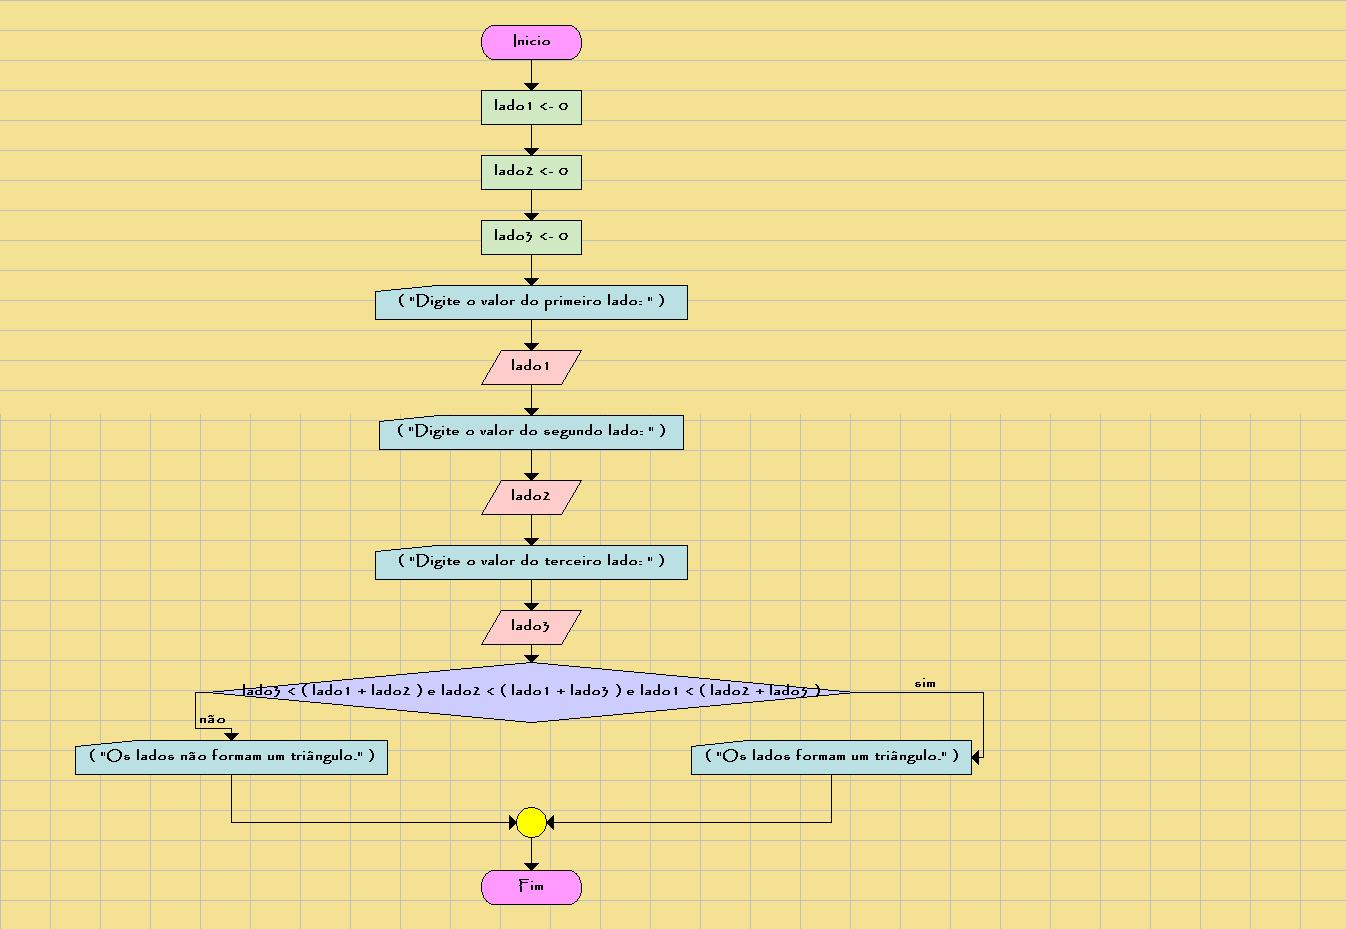 Inicio
lado1 <- 0
lado2 <- 0
lado3 <- 0
( "Digite o valor do primeiro lado: " )
lado1
( "Digite o valor do segundo lado: " )
lado2
( "Digite o valor do terceiro lado: " )
lado3
lado3 < ( lado1 + lado2 ) e lado2 < ( lado1 + lado3 ) e lado1 < ( lado2 + lado3 )
sim
não
( "Os lados não formam um triângulo." )
( "Os lados formam um triângulo." )
Fim